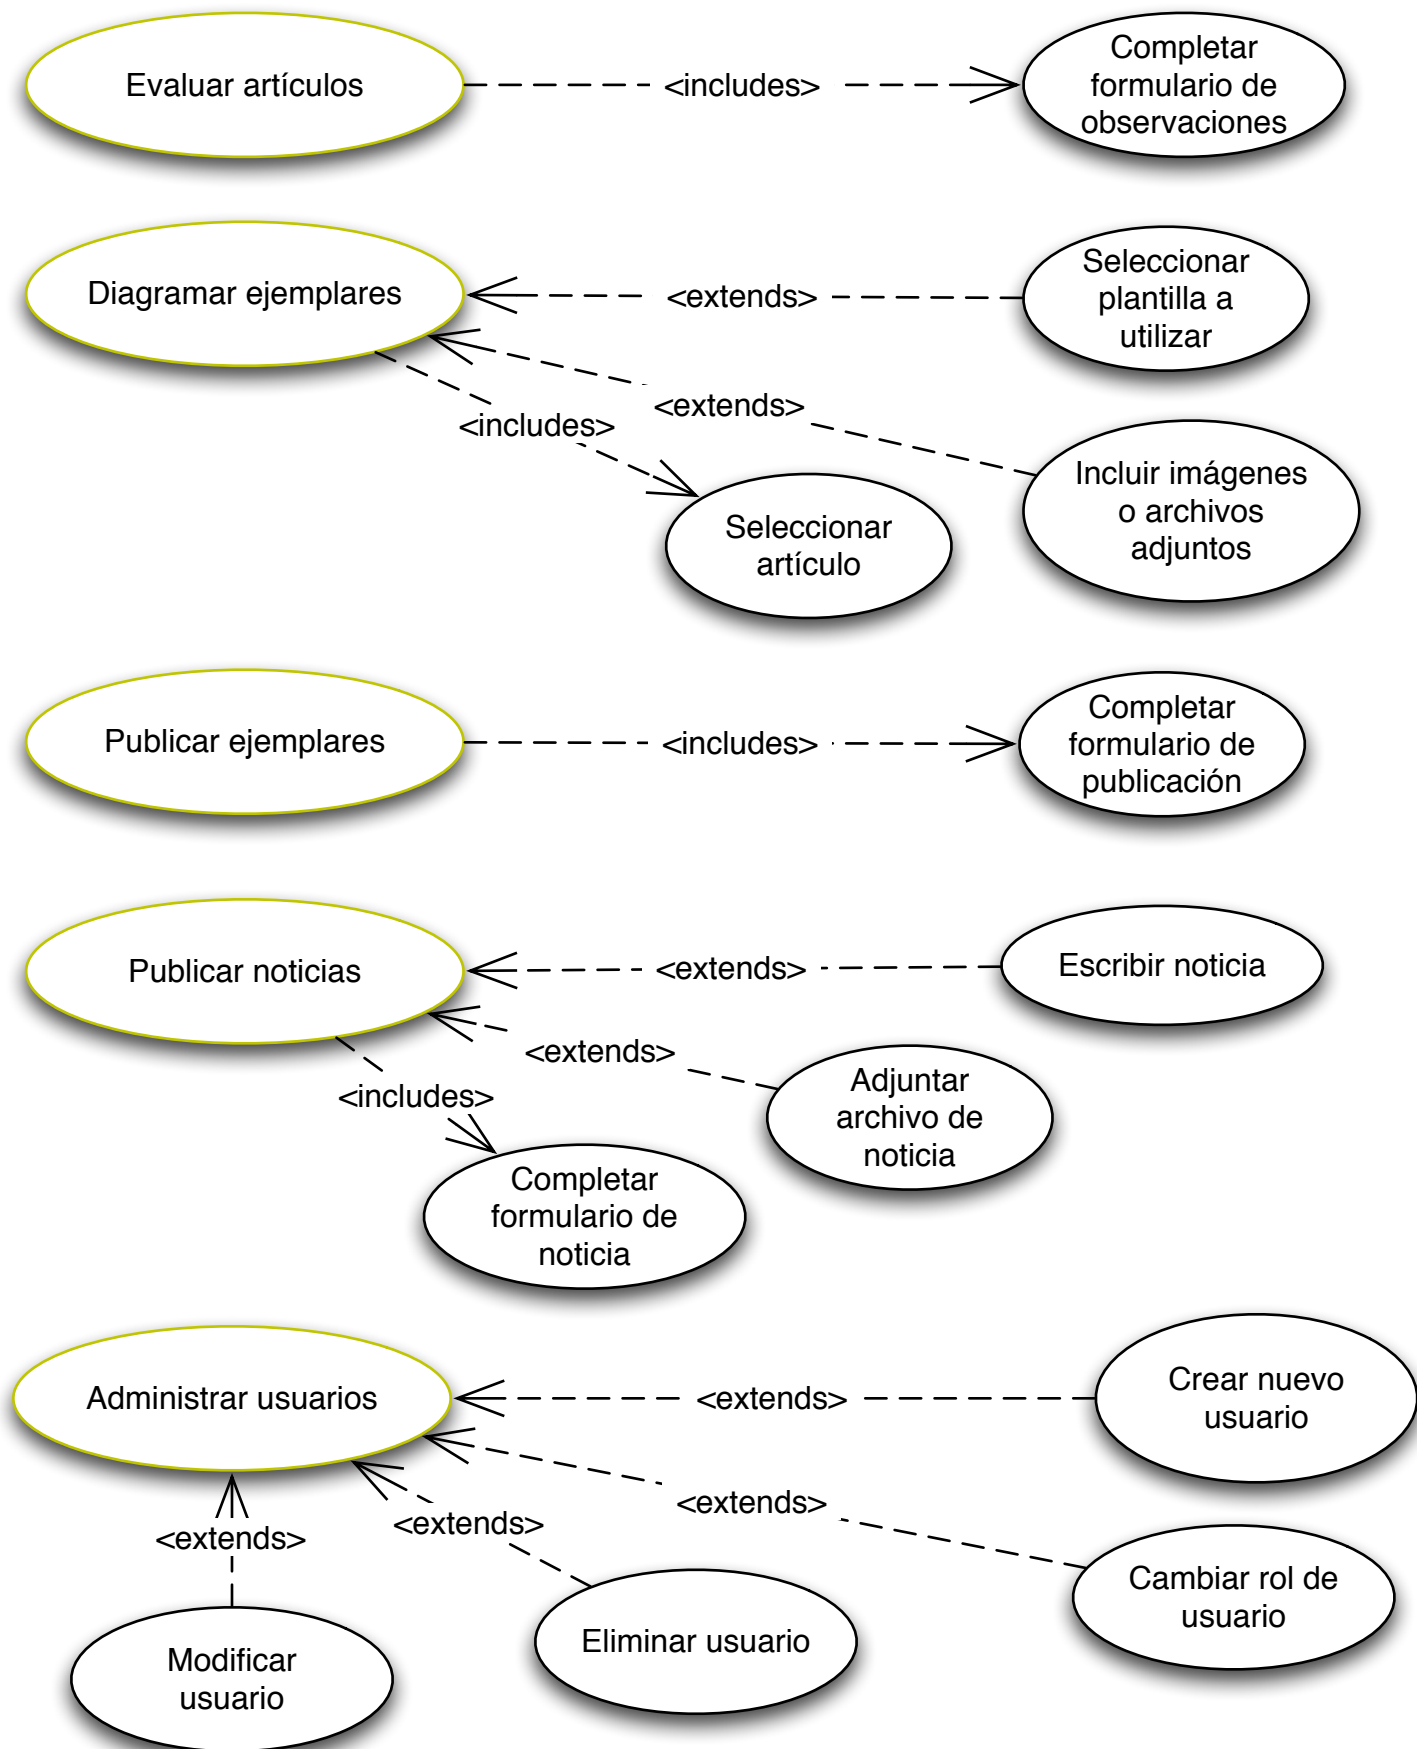 Evaluar artículos
<includes>
Completar
formulario de
observaciones
Diagramar ejemplares
<extends>
Seleccionar
plantilla a
utilizar
<extends>
<includes>
Incluir imágenes
o archivos
adjuntos
Seleccionar
artículo
Publicar ejemplares
<includes>
Completar
formulario de
publicación
Publicar noticias
<extends>
Escribir noticia
<extends>
Adjuntar
archivo de
noticia
<includes>
Completar
formulario de
noticia
Administrar usuarios
<extends>
Crear nuevo
usuario
<extends>
<extends>
<extends>
Cambiar rol de
usuario
Eliminar usuario
Modificar
usuario